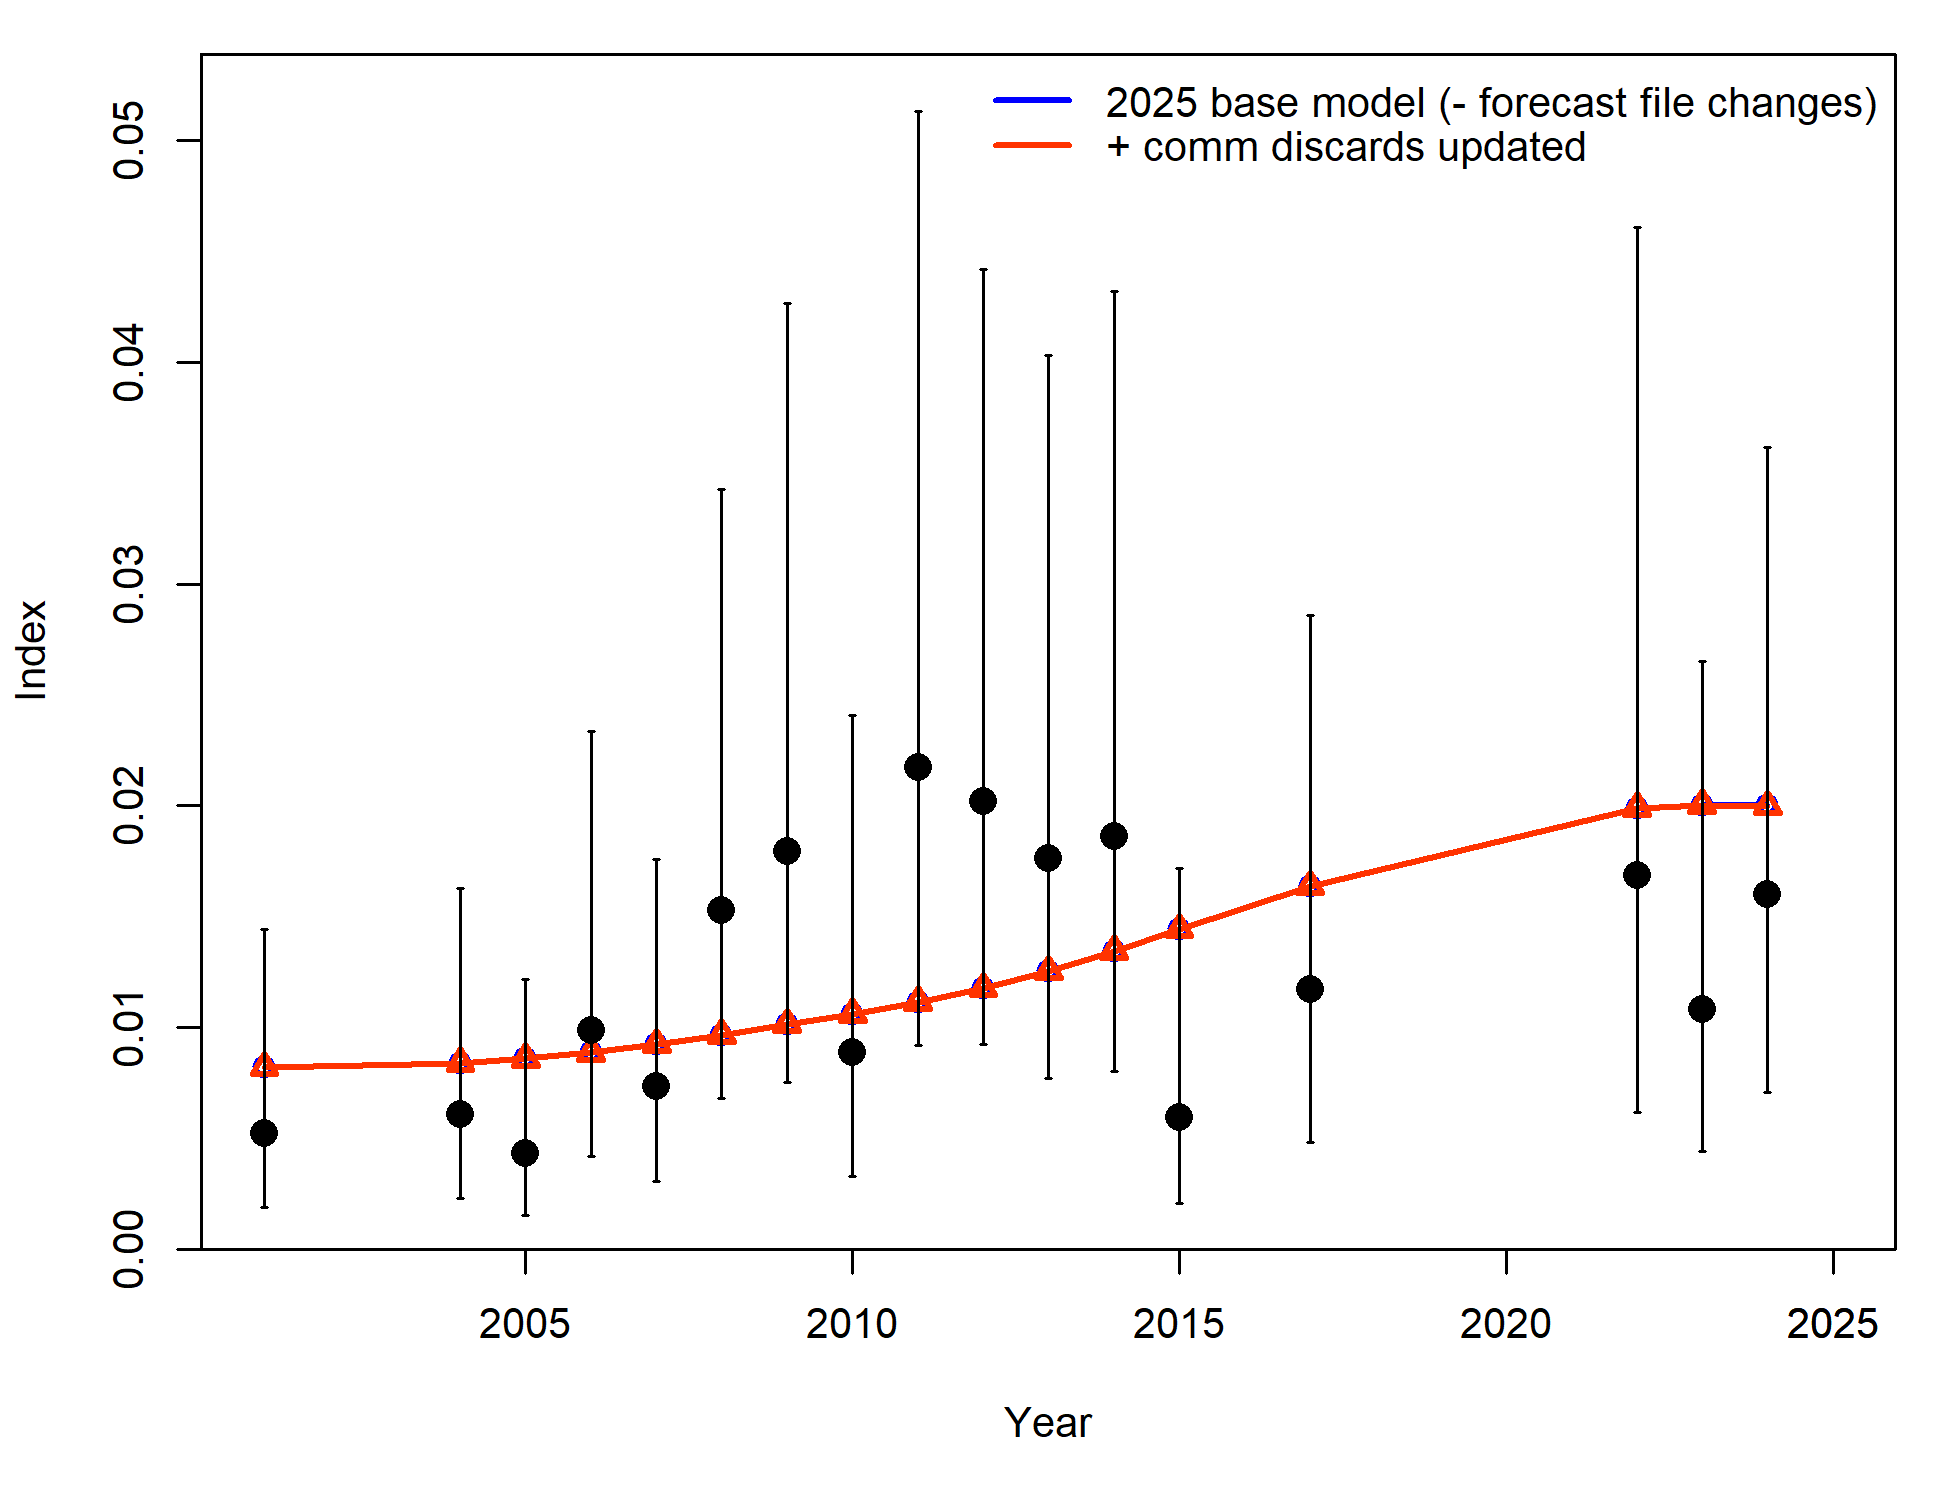 2025 base model (- forecast file changes)
+ comm discards updated
0.05
0.04
0.03
0.02
0.01
0.00
Index
2005 2010 2015 2020 2025
Year